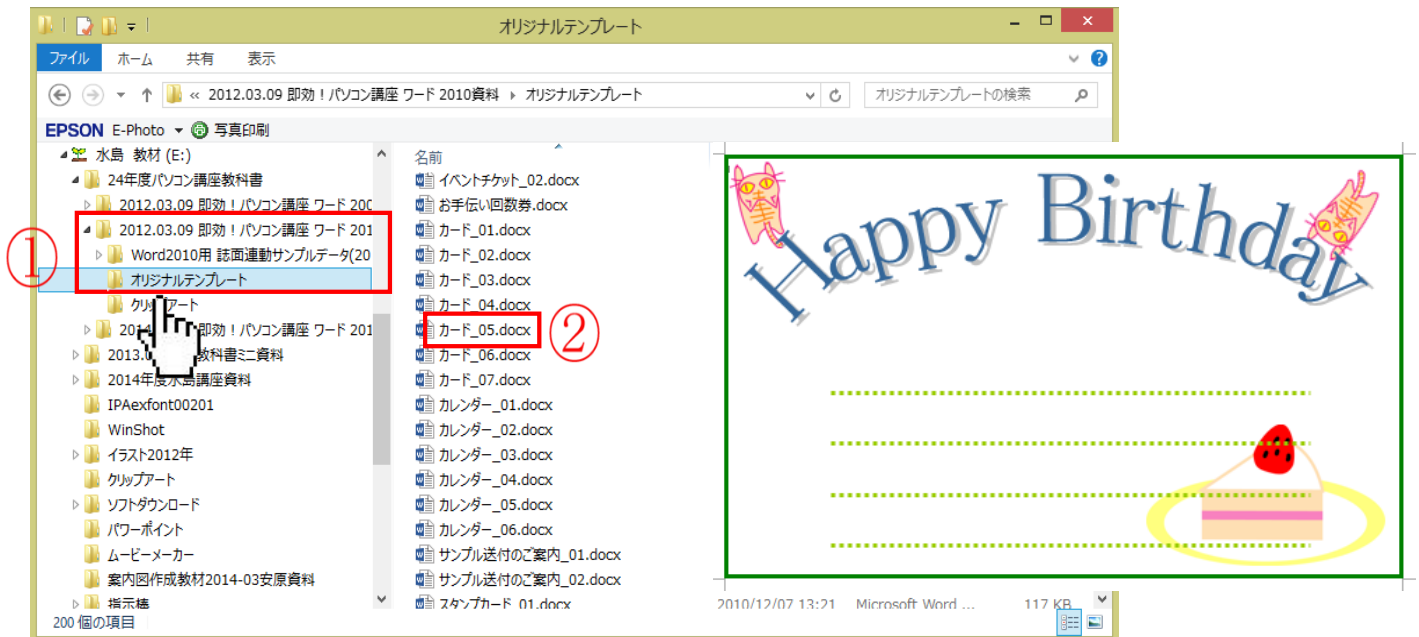 オリジナルテンプレート
ファイル ホーム 共有 表示
« 2012.03.09 即効！パソコン講座 ワード 2010資料 オリジナルテンプレート オリジナルテンプレートの検索
EPSON E-Photo 写真印刷
水島 教材 (E:)
24年度パソコン講座教科書
2012.03.09 即効！パソコン講座 ワード 200
2012.03.09 即効！パソコン講座 ワード 201
Word2010用 誌面連動サンプルデータ(20
オリジナルテンプレート
クリップアート
即効！パソコン講座 ワード 201
教科書ミニ資料
2014年度水島講座資料
IPAexfont00201
WinShot
イラスト2012年
クリップアート
ソフトダウンロード
パワーポイント
ムービーメーカー
案内図作成教材2014-03安原資料
指示棒
200 個の項目
①
名前
イベントチケット_02.docx
お手伝い回数券.docx
カード_01.docx
カード_02.docx
カード_03.docx
カード_04.docx
カード_05.docx
カード_06.docx
カード_07.docx
カレンダー_01.docx
カレンダー_02.docx
カレンダー_03.docx
カレンダー_04.docx
カレンダー_05.docx
カレンダー_06.docx
サンプル送付のご案内_01.docx
サンプル送付のご案内_02.docx
スタンプカード_01.docx 2010/12/07 13:21 Microsoft Word ... 117 KB
②
Happy Birthday